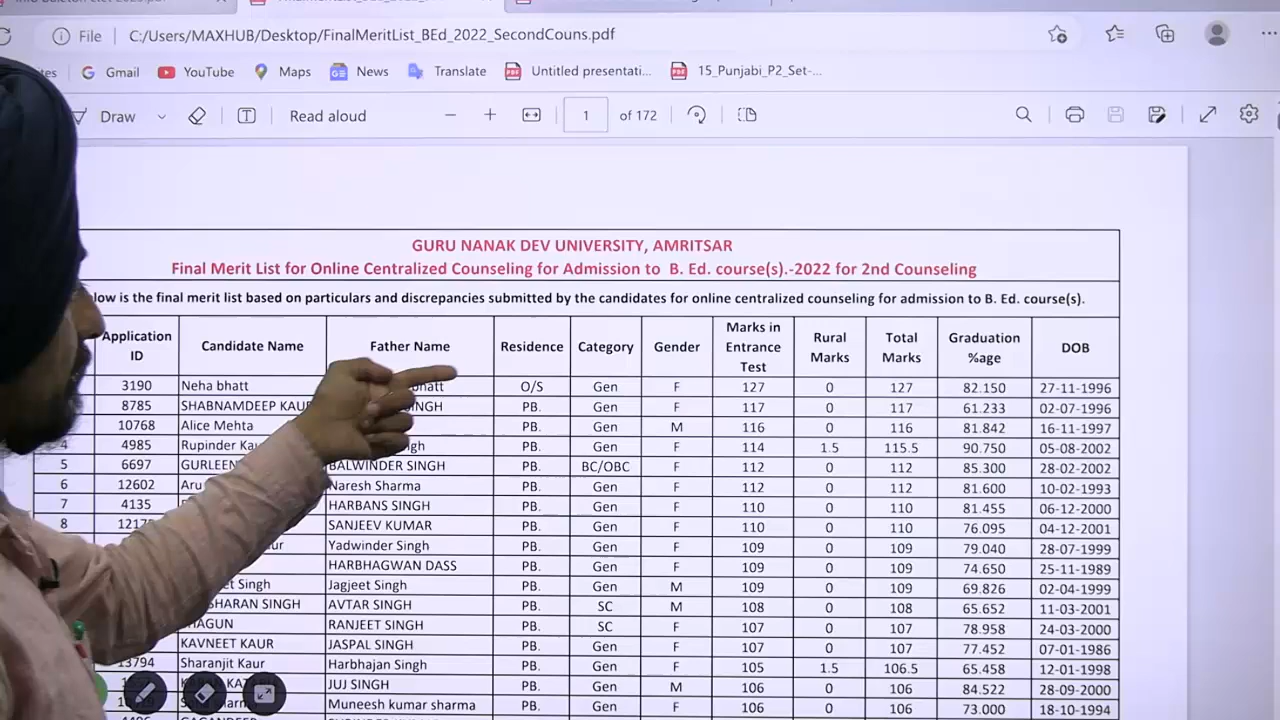 File C:/Users/MAXHUB/Desktop/FinalMeritList_BEd_2022_SecondCouns.pdf
Gmail YouTube Maps News Translate Untitled presentati... 15_Punjabi_P2_Set-...
Draw Read aloud 1 of 172
GURU NANAK DEV UNIVERSITY, AMRITSAR
Final Merit List for Online Centralized Counseling for Admission to B. Ed. course(s).-2022 for 2nd Counseling
is the final merit list based on particulars and discrepancies submitted by the candidates for online centralized counseling for admission to B. Ed. course(s).
Application ID Candidate Name Father Name Residence Category Gender Marks in Entrance Test Rural Marks Total Marks Graduation %age DOB
3190 Neha bhatt O/S Gen F 127 0 127 82.150 27-11-1996
8785 SHABNAMDEEP PB. Gen F 117 0 117 61.233 02-07-1996
10768 Alice Mehta PB. Gen M 116 0 116 81.842 16-11-1997
4 4985 Rupinder PB. Gen F 114 1.5 115.5 90.750 05-08-2002
5 6697 BALWINDER SINGH PB. BC/OBC F 112 0 112 85.300 28-02-2002
6 12602 Naresh Sharma PB. Gen F 112 0 112 81.600 10-02-1993
7 4135 HARBANS SINGH PB. Gen F 110 0 110 81.455 06-12-2000
8 SANJEEV KUMAR PB. Gen F 110 0 110 76.095 04-12-2001
Yadwinder Singh PB. Gen F 109 0 109 79.040 28-07-1999
HARBHAGWAN DASS PB. Gen F 109 0 109 74.650 25-11-1989
Singh Jagjeet Singh PB. Gen M 109 0 109 69.826 02-04-1999
SINGH AVTAR SINGH PB. SC M 108 0 108 65.652 11-03-2001
RANJEET SINGH PB. SC F 107 0 107 78.958 24-03-2000
KAVNEET KAUR JASPAL SINGH PB. Gen F 107 0 107 77.452 07-01-1986
13794 Sharanjit Kaur Harbhajan Singh PB. Gen F 105 1.5 106.5 65.458 12-01-1998
JUJ SINGH PB. Gen M 106 0 106 84.522 28-09-2000
Muneesh kumar sharma PB. Gen F 106 0 106 73.000 18-10-1994